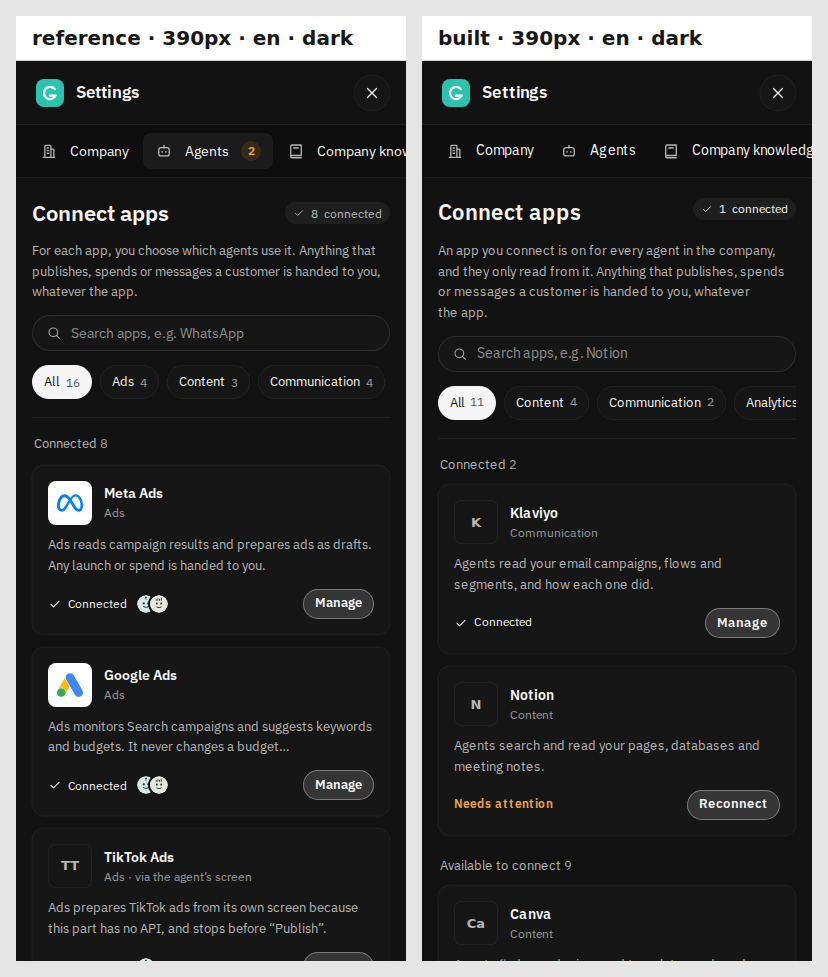 reference · 390px · en · dark
Settings
Company
Agents 2
Company know
Connect apps
8 connected
For each app, you choose which agents use it. Anything that
publishes, spends or messages a customer is handed to you,
whatever the app.
Search apps, e.g. WhatsApp
All 16
Ads 4
Content 3
Communication 4
Connected 8
Meta Ads
Ads
Ads reads campaign results and prepares ads as drafts.
Any launch or spend is handed to you.
Connected
Manage
Google Ads
Ads
Ads monitors Search campaigns and suggests keywords
and budgets. It never changes a budget…
Connected
Manage
TT
TikTok Ads
Ads · via the agent’s screen
Ads prepares TikTok ads from its own screen because
this part has no API, and stops before “Publish”.
built · 390px · en · dark
Settings
Company
Agents
Company knowledg
Connect apps
1 connected
An app you connect is on for every agent in the company,
and they only read from it. Anything that publishes, spends
or messages a customer is handed to you, whatever
the app.
Search apps, e.g. Notion
All 11
Content 4
Communication 2
Analytics
Connected 2
K
Klaviyo
Communication
Agents read your email campaigns, flows and
segments, and how each one did.
Connected
Manage
N
Notion
Content
Agents search and read your pages, databases and
meeting notes.
Needs attention
Reconnect
Available to connect 9
Ca
Canva
Content